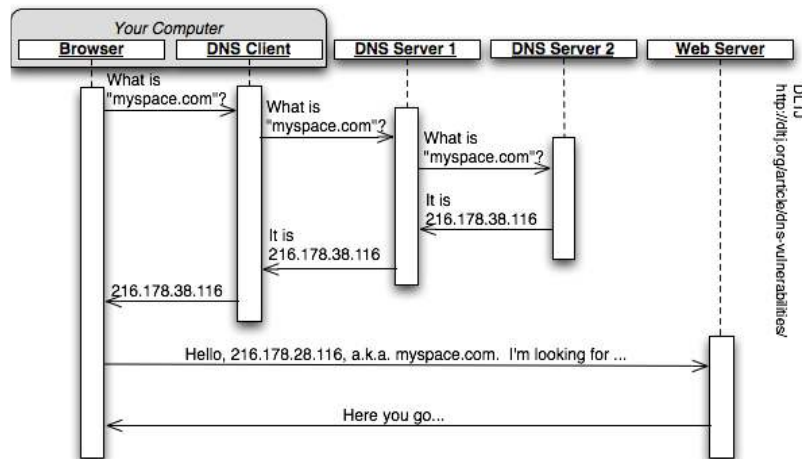 Your Computer
Browser
DNS Client
DNS Server 1
DNS Server 2
Web Server
What is
"myspace.com"?
What is
"myspace.com"?
What is
"myspace.com"?
It is
216.178.38.116
It is
216.178.38.116
216.178.38.116
Hello, 216.178.28.116, a.k.a. myspace.com. I'm looking for ...
Here you go...
DLTJ
http://dltj.org/article/dns-vulnerabilities/